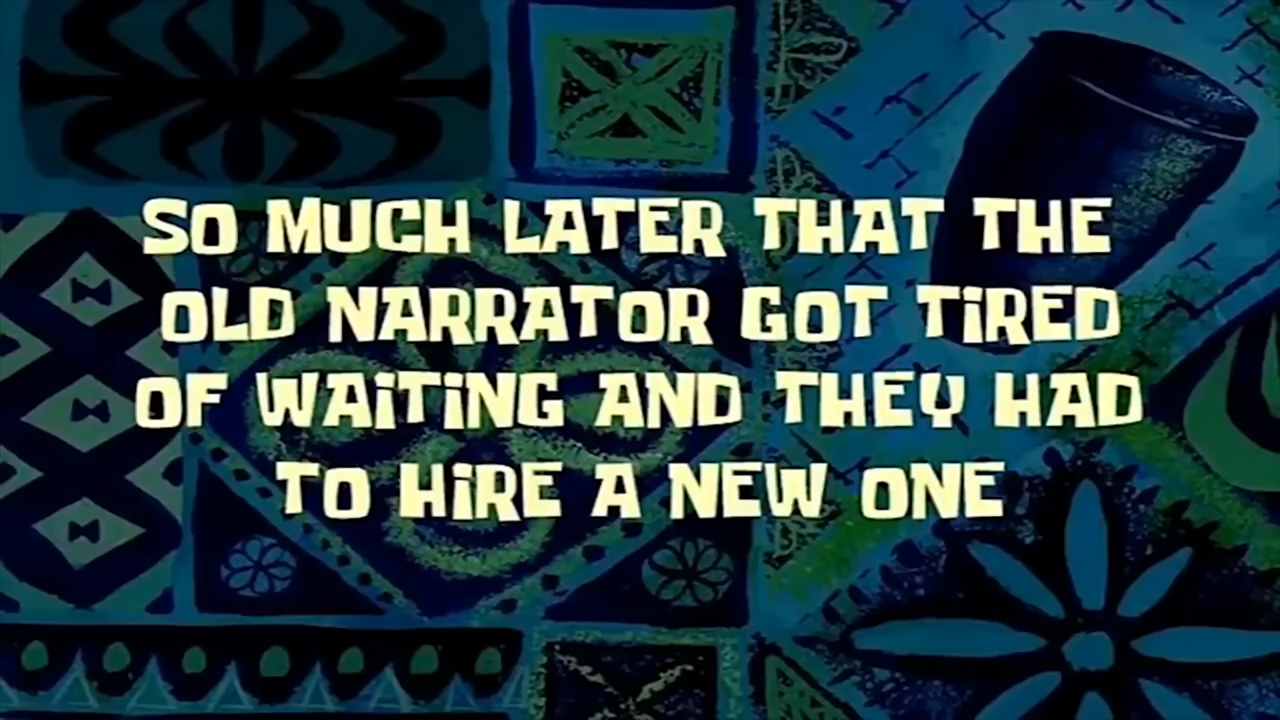 SO MUCH LATER THAT THE
OLD NARRATOR GOT TiRED
OF WAiTiNG AND THEY HAD
TO HiRE A NEW ONE